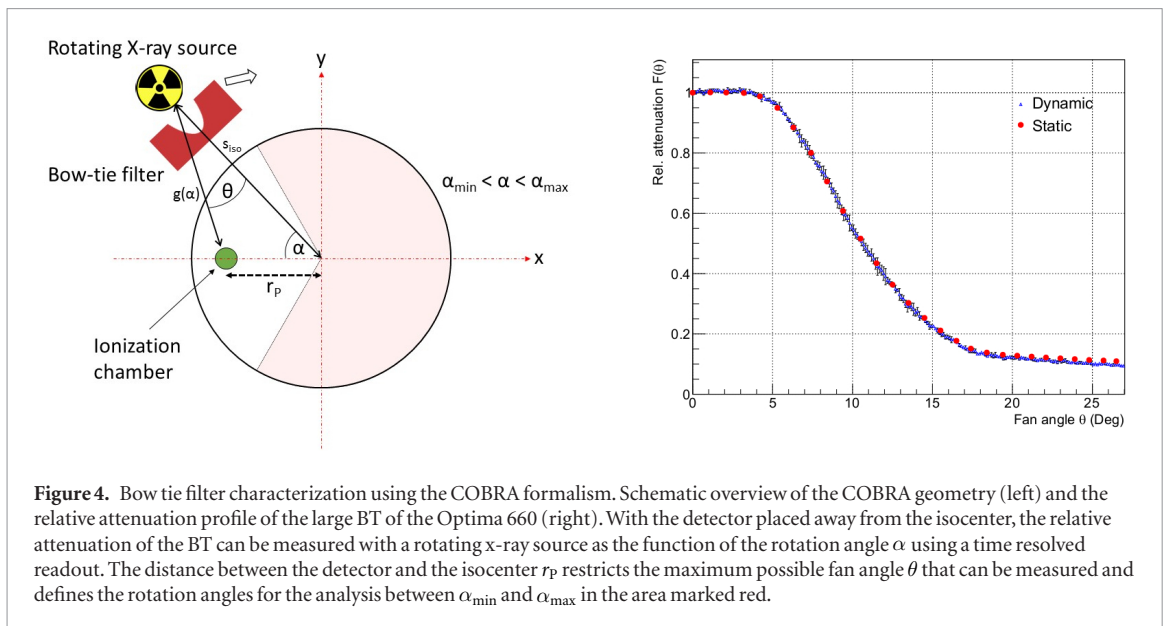 Rotating X-ray source
y
s_iso
Bow-tie filter
g(α)
θ
α_min < α < α_max
α
x
r_P
Ionization
chamber
Rel. attenuation F(θ)
1
0.8
0.6
0.4
0.2
0
Dynamic
Static
0 5 10 15 20 25
Fan angle θ (Deg)
Figure 4. Bow tie filter characterization using the COBRA formalism. Schematic overview of the COBRA geometry (left) and the
relative attenuation profile of the large BT of the Optima 660 (right). With the detector placed away from the isocenter, the relative
attenuation of the BT can be measured with a rotating x-ray source as the function of the rotation angle α using a time resolved
readout. The distance between the detector and the isocenter r_P restricts the maximum possible fan angle θ that can be measured and
defines the rotation angles for the analysis between α_min and α_max in the area marked red.